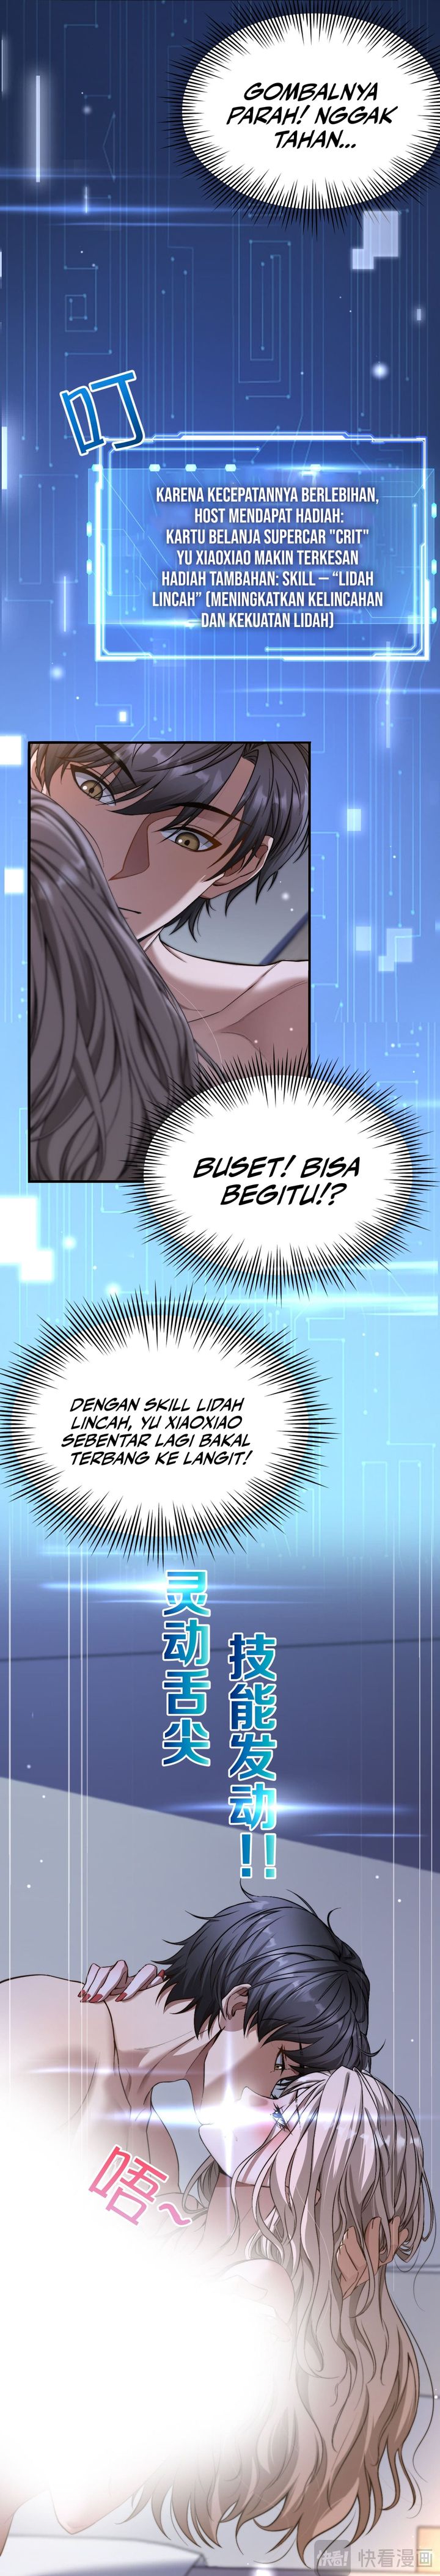 GOMBALNYA
PARAH! NGGAK
TAHAN...
叮
KARENA KECEPATANNYA BERLEBIHAN,
HOST MENDAPAT HADIAH:
KARTU BELANJA SUPERCAR "CRIT"
YU XIAOXIAO MAKIN TERKESAN
HADIAH TAMBAHAN: SKILL – “LIDAH
LINCAH” (MENINGKATKAN KELINCAHAN
DAN KEKUATAN LIDAH)
BUSET! BISA
BEGITU!?
DENGAN SKILL LIDAH
LINCAH, YU XIAOXIAO
SEBENTAR LAGI BAKAL
TERBANG KE LANGIT!
灵动舌尖
技能发动!!
唔~
快看漫画